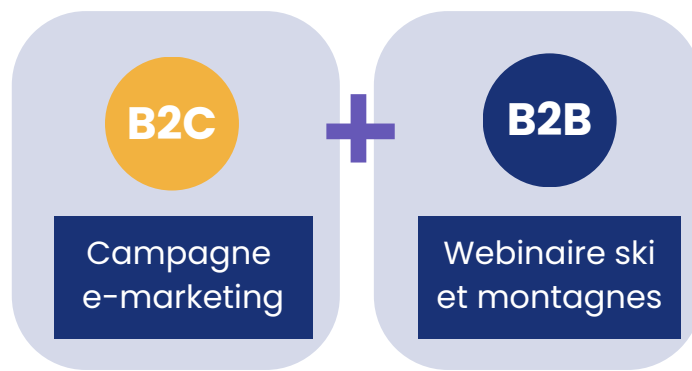 B2C
Campagne
e-marketing
+
B2B
Webinaire ski
et montagnes